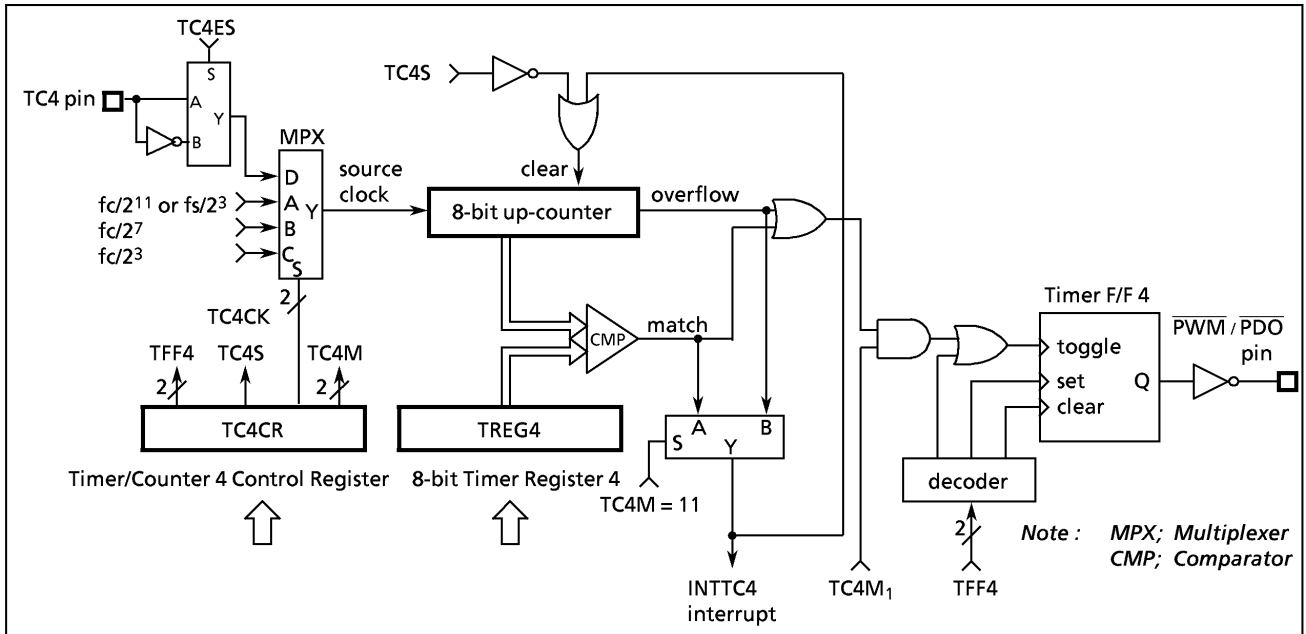 TC4ES
S
TC4 pin
A
Y
B
MPX
D
A
B
C
Y
S
fc/2¹¹ or fs/2³
fc/2⁷
fc/2³
source
clock
TC4S
clear
8-bit up-counter
overflow
CMP
match
2
TC4CK
TFF4
TC4S
TC4M
2
2
TC4CR
TREG4
Timer/Counter 4 Control Register
8-bit Timer Register 4
S
A
Y
B
TC4M = 11
INTTC4
interrupt
TC4M₁
TFF4
2
decoder
Timer F/F 4
toggle
set
clear
Q
P̅W̅M̅ / P̅D̅O̅
pin
Note : MPX; Multiplexer
CMP; Comparator